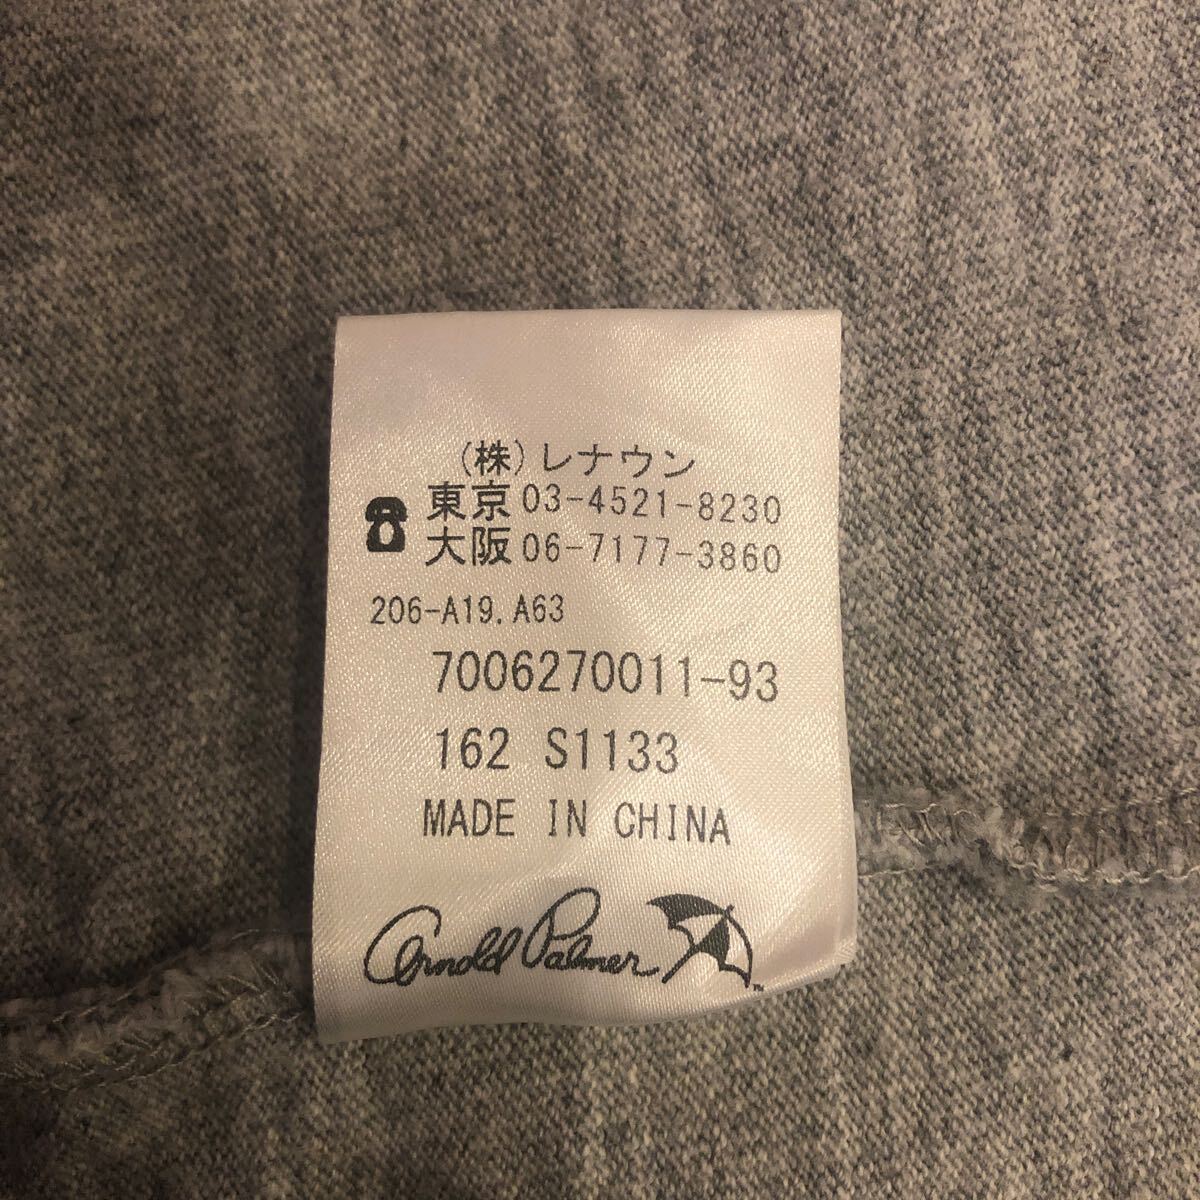 (株)レナウン
東京 03-4521-8230
大阪 06-7177-3860
206-A19.A63
7006270011-93
162 S1133
MADE IN CHINA
Arnold Palmer
TM